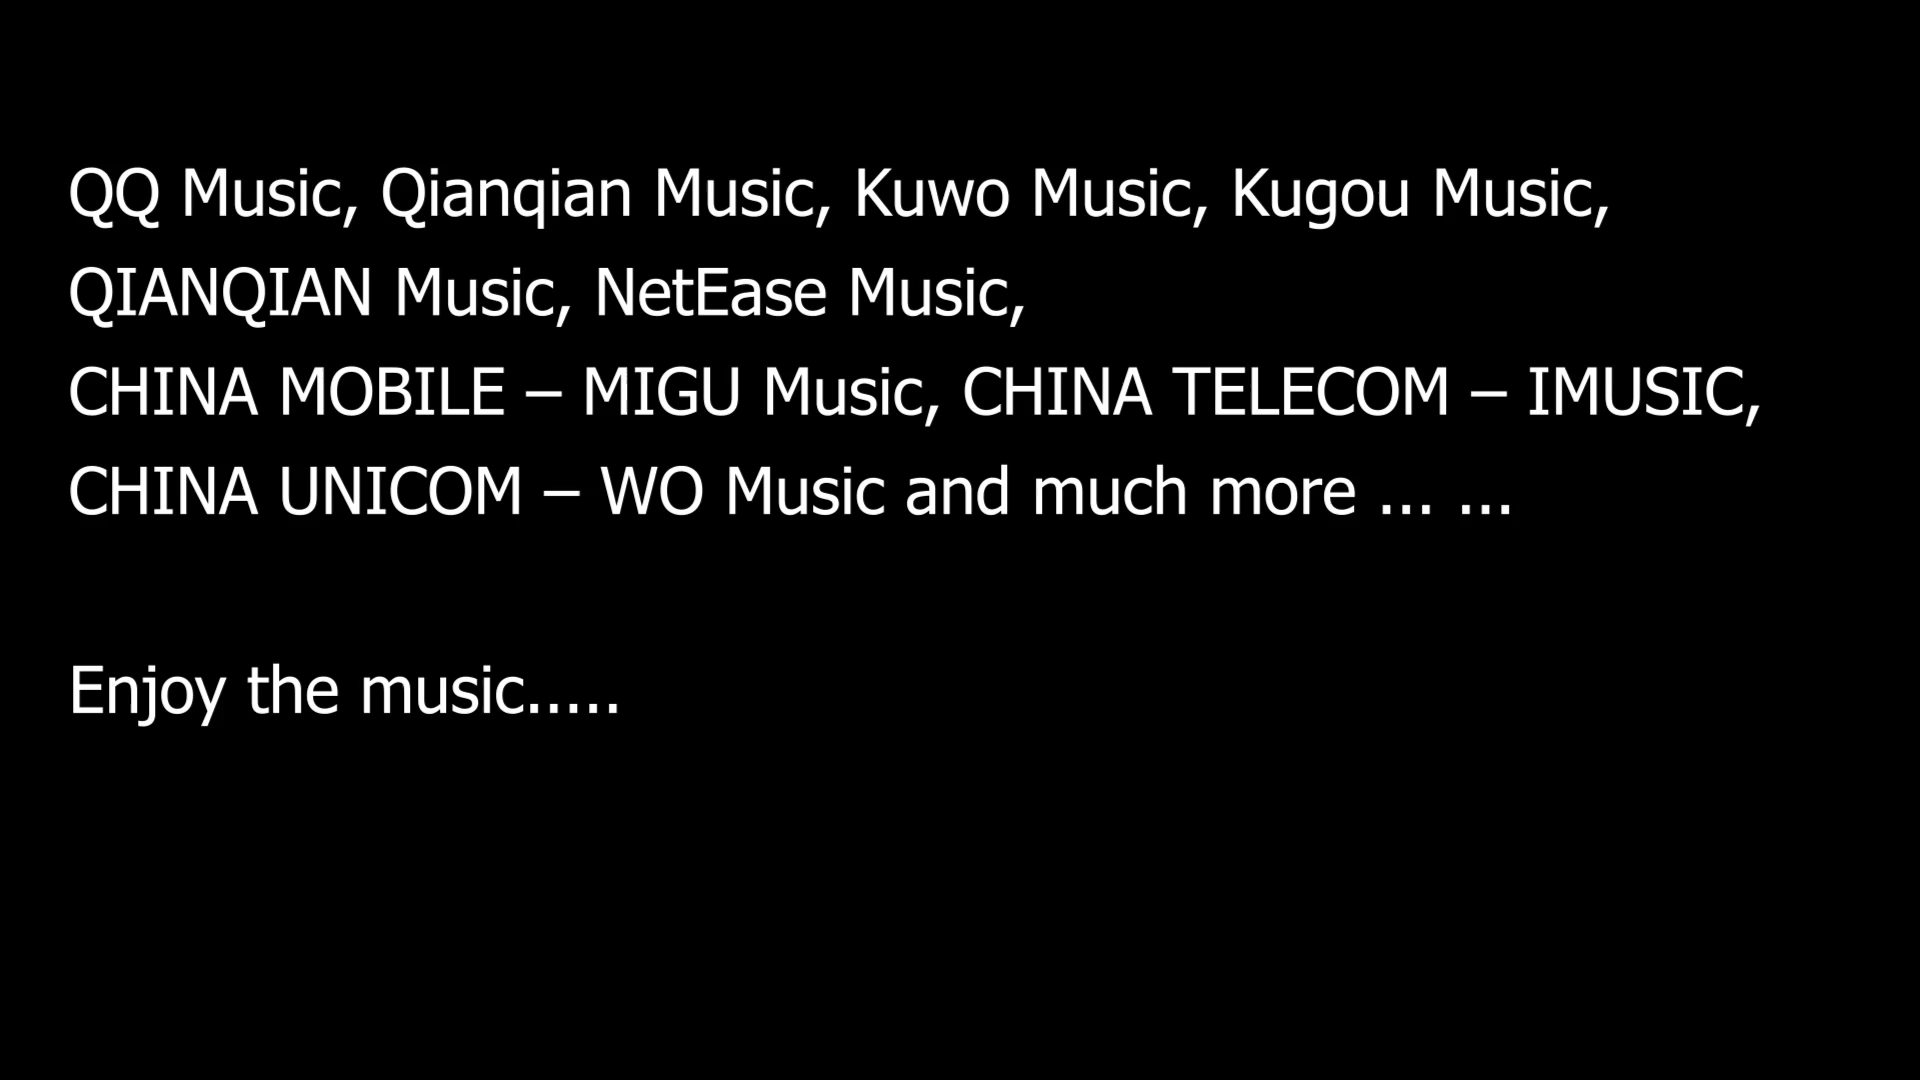 QQ Music, Qianqian Music, Kuwo Music, Kugou Music,
QIANQIAN Music, NetEase Music,
CHINA MOBILE – MIGU Music, CHINA TELECOM – IMUSIC,
CHINA UNICOM – WO Music and much more ... ...
Enjoy the music.....